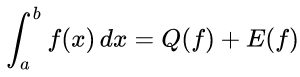 ∫_a^b f(x) dx = Q(f) + E(f)